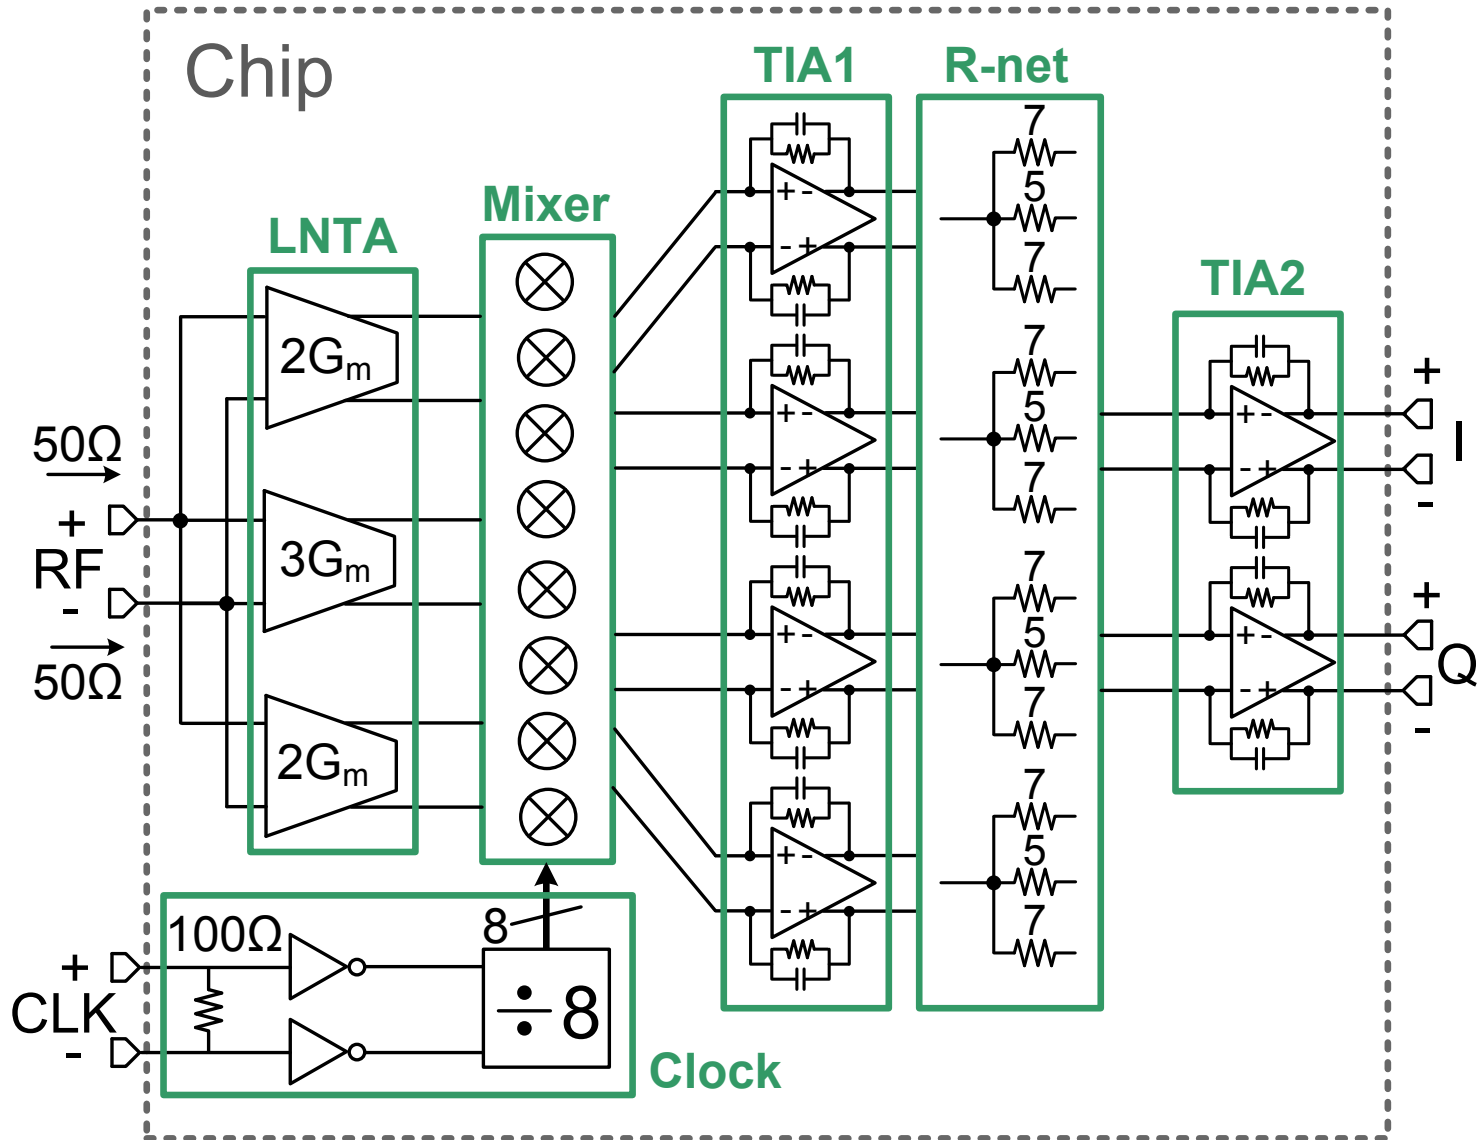 Chip
TIA1
R-net
Mixer
LNTA
TIA2
7
5
7
7
5
7
7
5
7
7
5
7
2Gm
3Gm
2Gm
50Ω
+
RF
-
50Ω
+ -
- +
+ -
- +
+ -
- +
+ -
- +
+ -
- +
+ -
- +
+
I
-
+
Q
-
8
100Ω
+
CLK
-
÷ 8
Clock